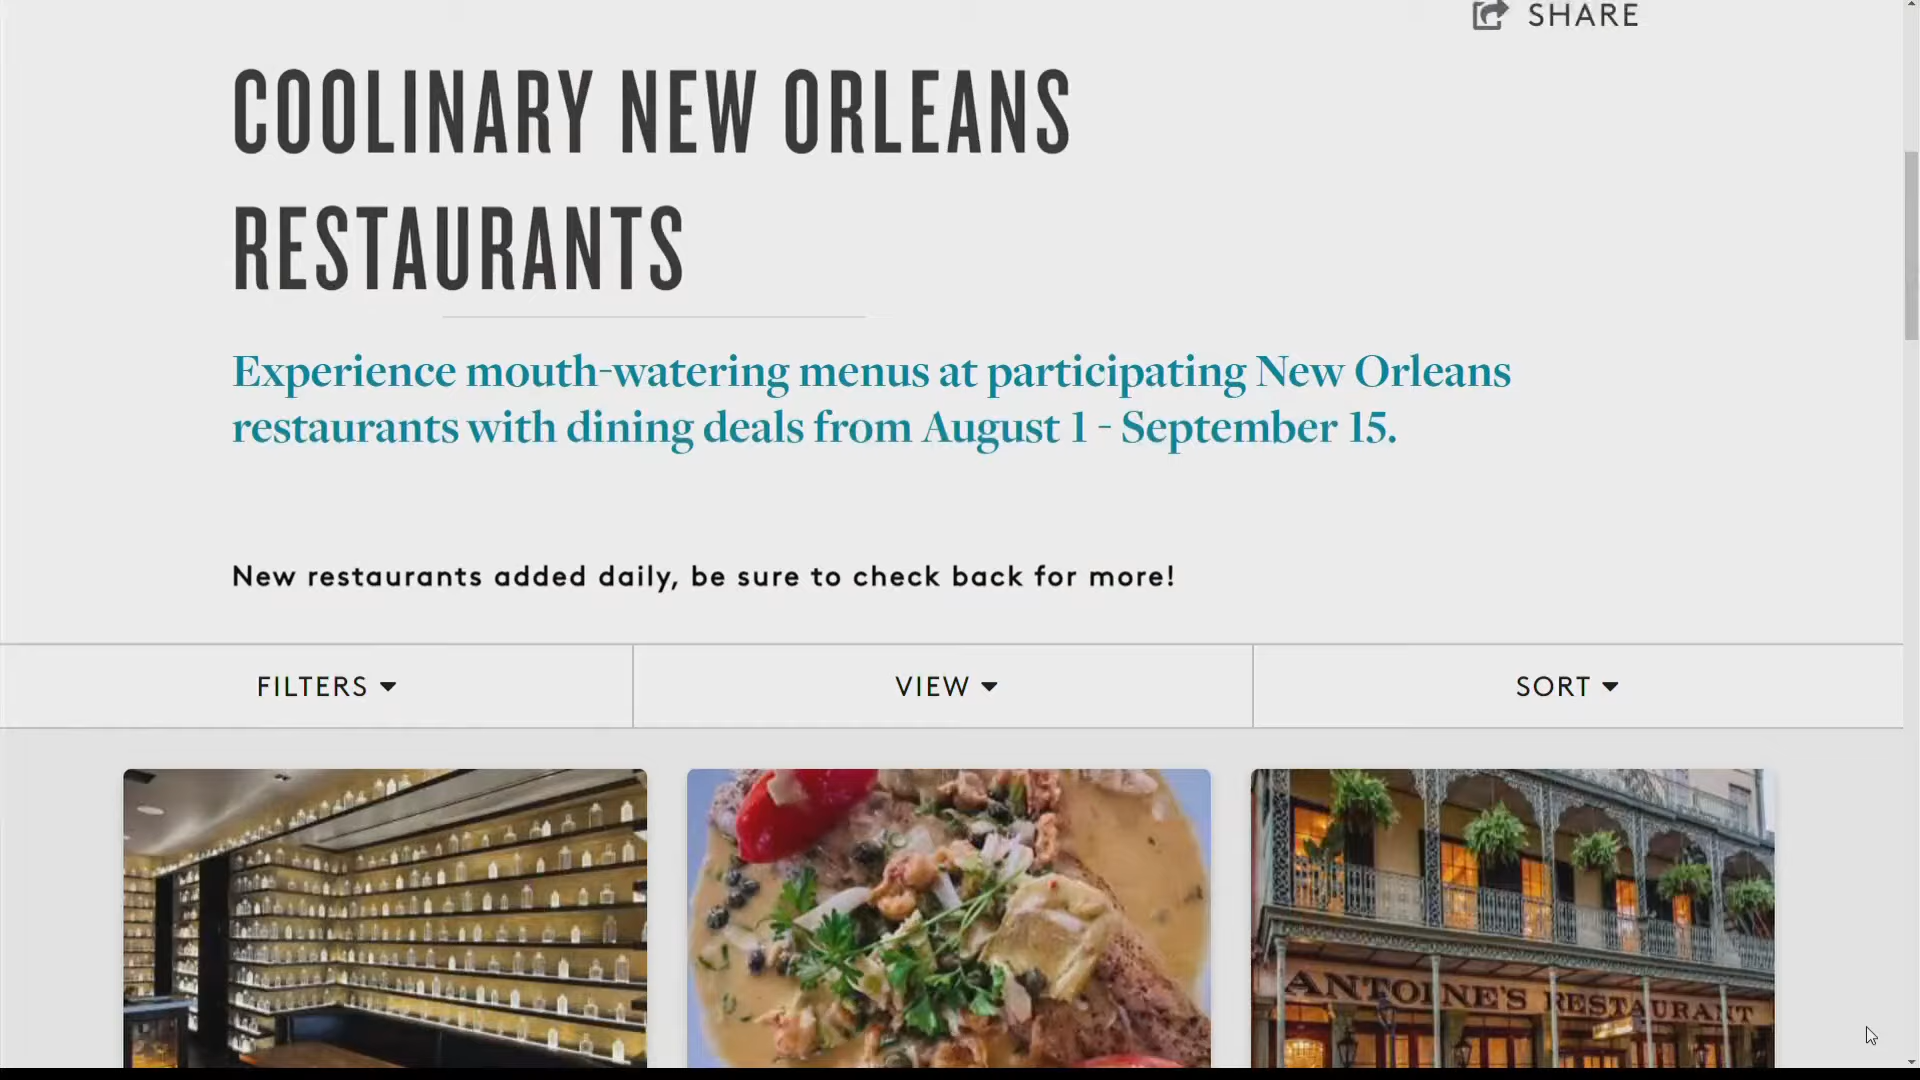 SHARE
COOLINARY NEW ORLEANS
RESTAURANTS
Experience mouth-watering menus at participating New Orleans
restaurants with dining deals from August 1 - September 15.
New restaurants added daily, be sure to check back for more!
FILTERS VIEW SORT
ANTOINE'S RESTAURANT